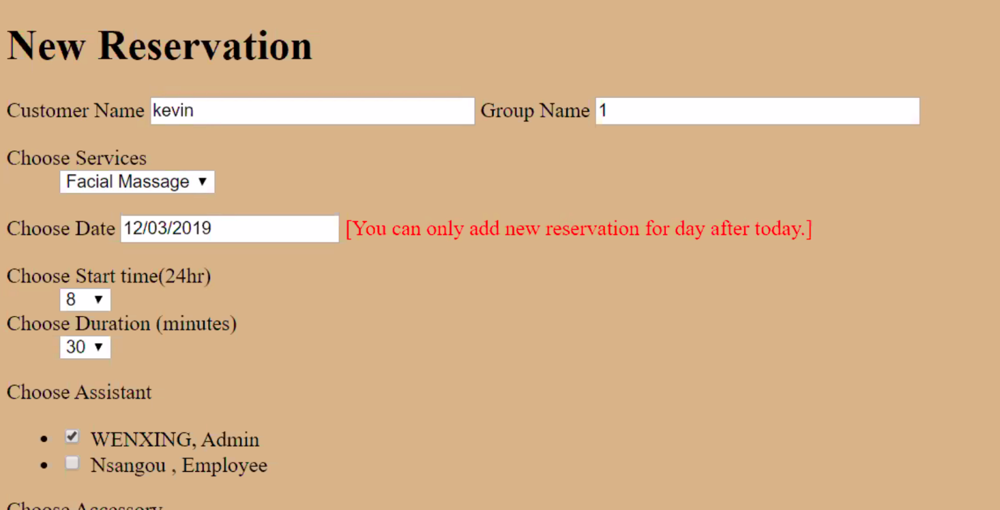 New Reservation
Customer Name kevin Group Name 1
Choose Services
Facial Massage
Choose Date 12/03/2019 [You can only add new reservation for day after today.]
Choose Start time(24hr)
8
Choose Duration (minutes)
30
Choose Assistant
WENXING, Admin
Nsangou , Employee
Choose Accessory